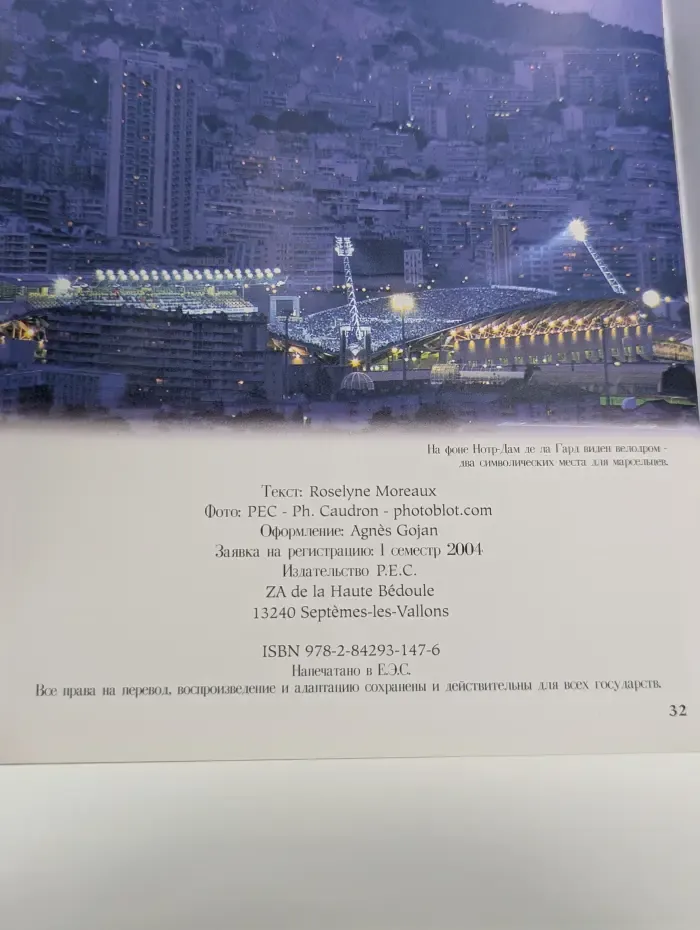 На фоне Нотр-Дам де ла Гард виден велодром -
два символических места для марсельцев.
Текст: Roselyne Moreaux
Фото: PEC - Ph. Caudron - photoblot.com
Оформление: Agnès Gojan
Заявка на регистрацию: 1 семестр 2004
Издательство P.E.C.
ZA de la Haute Bédoule
13240 Septèmes-les-Vallons
ISBN 978-2-84293-147-6
Напечатано в Е.Э.С.
Все права на перевод, воспроизведение и адаптацию сохранены и действительны для всех государств.
32